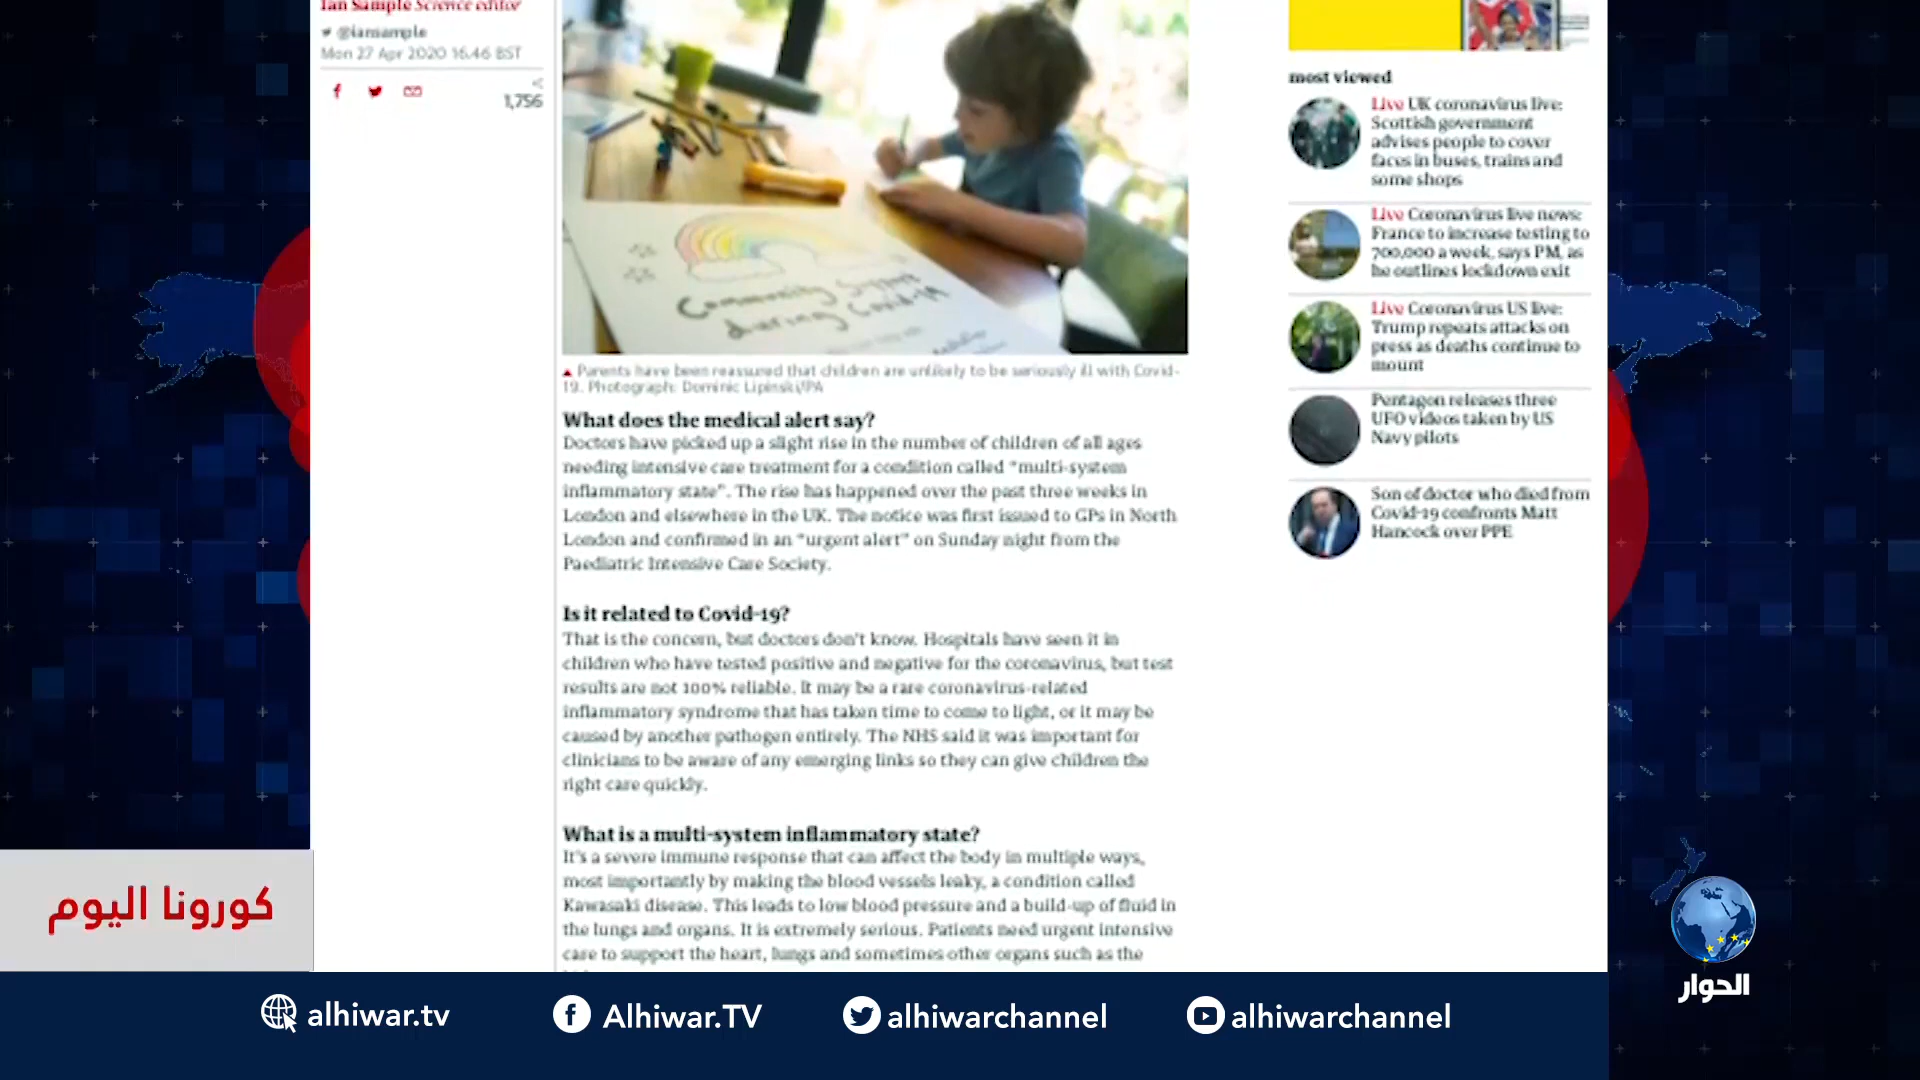 Ian Sample Science editor
@iansample
Mon 27 Apr 2020 16.46 BST
1,756
Community Support
during Covid-19
Parents have been reassured that children are unlikely to be seriously ill with Covid-
19. Photograph: Dominic Lipinski/PA
What does the medical alert say?
Doctors have picked up a slight rise in the number of children of all ages
needing intensive care treatment for a condition called “multi-system
inflammatory state”. The rise has happened over the past three weeks in
London and elsewhere in the UK. The notice was first issued to GPs in North
London and confirmed in an “urgent alert” on Sunday night from the
Paediatric Intensive Care Society.
Is it related to Covid-19?
That is the concern, but doctors don’t know. Hospitals have seen it in
children who have tested positive and negative for the coronavirus, but test
results are not 100% reliable. It may be a rare coronavirus-related
inflammatory syndrome that has taken time to come to light, or it may be
caused by another pathogen entirely. The NHS said it was important for
clinicians to be aware of any emerging links so they can give children the
right care quickly.
What is a multi-system inflammatory state?
It’s a severe immune response that can affect the body in multiple ways,
most importantly by making the blood vessels leaky, a condition called
Kawasaki disease. This leads to low blood pressure and a build-up of fluid in
the lungs and organs. It is extremely serious. Patients need urgent intensive
care to support the heart, lungs and sometimes other organs such as the
most viewed
Live UK coronavirus live:
Scottish government
advises people to cover
faces in buses, trains and
some shops
Live Coronavirus live news:
France to increase testing to
700,000 a week, says PM, as
he outlines lockdown exit
Live Coronavirus US live:
Trump repeats attacks on
press as deaths continue to
mount
Pentagon releases three
UFO videos taken by US
Navy pilots
Son of doctor who died from
Covid-19 confronts Matt
Hancock over PPE
كورونا اليوم
الحوار
alhiwar.tv
Alhiwar.TV
alhiwarchannel
alhiwarchannel